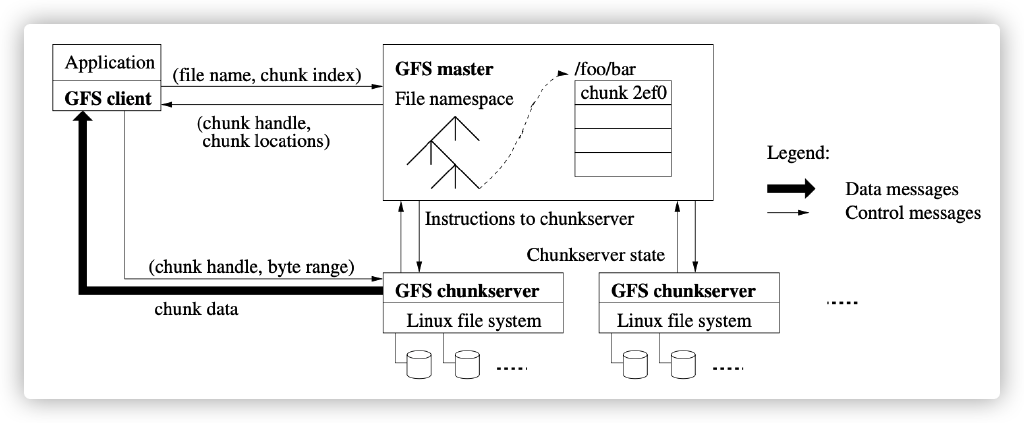 Application
GFS client
(file name, chunk index)
(chunk handle,
chunk locations)
GFS master
File namespace
/foo/bar
chunk 2ef0
Legend:
Data messages
Control messages
Instructions to chunkserver
Chunkserver state
(chunk handle, byte range)
chunk data
GFS chunkserver
Linux file system
GFS chunkserver
Linux file system